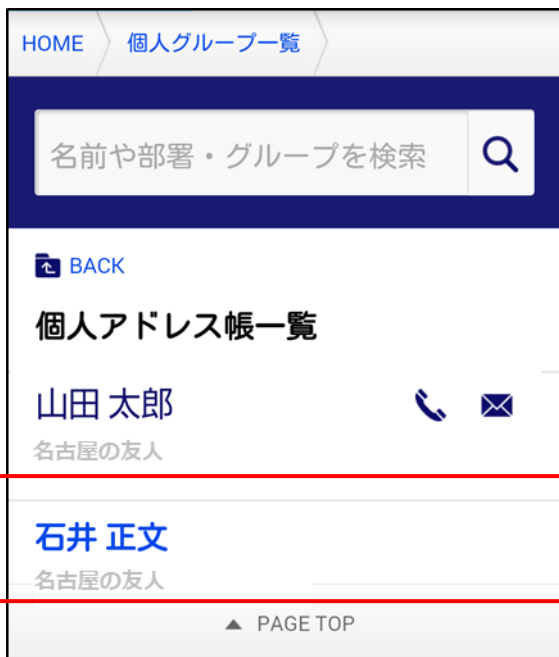 HOME 個人グループ一覧
名前や部署・グループを検索
BACK
個人アドレス帳一覧
山田 太郎
名古屋の友人
石井 正文
名古屋の友人
▲ PAGE TOP